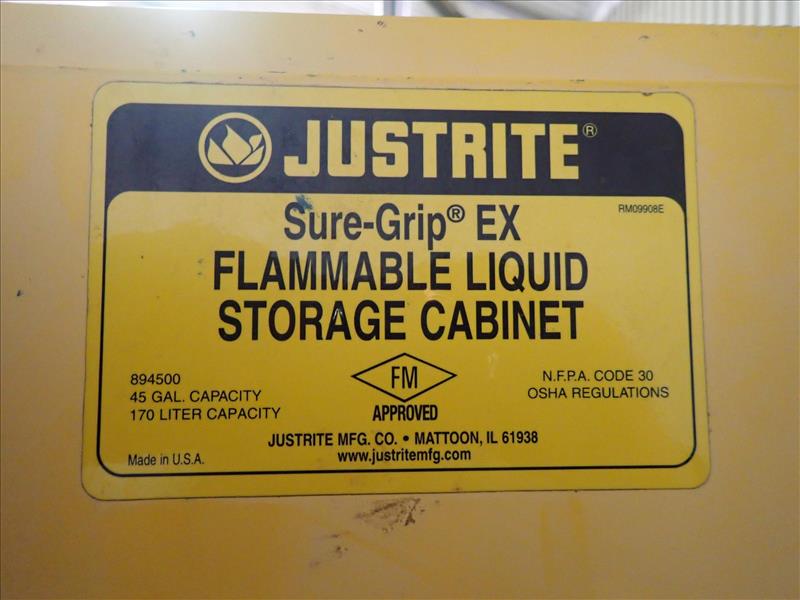 JUSTRITE®
RM09908E
Sure-Grip® EX
FLAMMABLE LIQUID
STORAGE CABINET
894500
45 GAL. CAPACITY
170 LITER CAPACITY
FM
APPROVED
N.F.P.A. CODE 30
OSHA REGULATIONS
JUSTRITE MFG. CO. • MATTOON, IL 61938
www.justritemfg.com
Made in U.S.A.